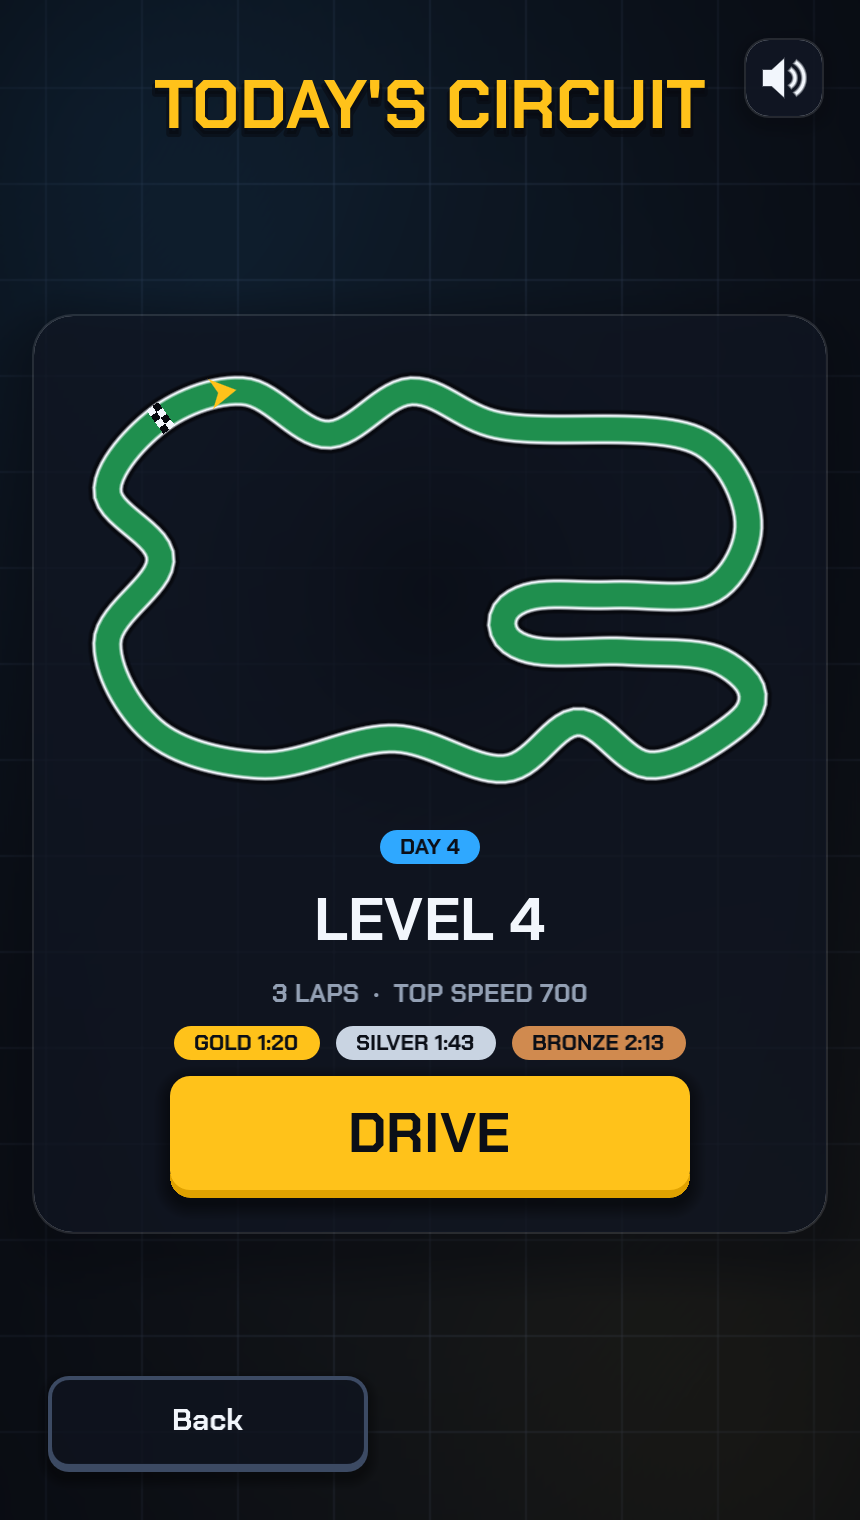 TODAY'S CIRCUIT
DAY 4
LEVEL 4
3 LAPS · TOP SPEED 700
GOLD 1:20 SILVER 1:43 BRONZE 2:13
DRIVE
Back